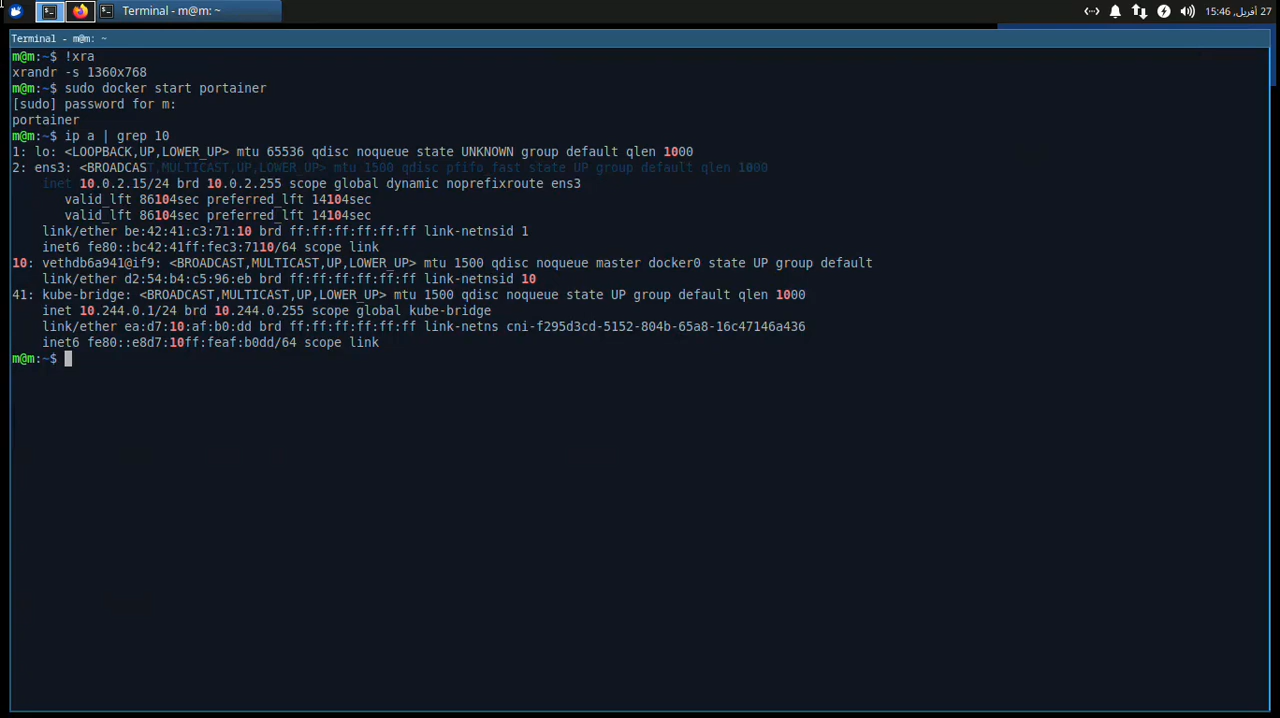 Terminal - m@m: ~
27 أفريل, 15:46
Terminal - m@m: ~
m@m:~$ !xra
xrandr -s 1360x768
m@m:~$ sudo docker start portainer
[sudo] password for m:
portainer
m@m:~$ ip a | grep 10
1: lo: <LOOPBACK,UP,LOWER_UP> mtu 65536 qdisc noqueue state UNKNOWN group default qlen 1000
2: ens3: <BROADCAST,MULTICAST,UP,LOWER_UP> mtu 1500 qdisc pfifo_fast state UP group default qlen 1000
inet 10.0.2.15/24 brd 10.0.2.255 scope global dynamic noprefixroute ens3
valid_lft 86104sec preferred_lft 14104sec
valid_lft 86104sec preferred_lft 14104sec
link/ether be:42:41:c3:71:10 brd ff:ff:ff:ff:ff:ff link-netnsid 1
inet6 fe80::bc42:41ff:fec3:7110/64 scope link
10: vethdb6a941@if9: <BROADCAST,MULTICAST,UP,LOWER_UP> mtu 1500 qdisc noqueue master docker0 state UP group default
link/ether d2:54:b4:c5:96:eb brd ff:ff:ff:ff:ff:ff link-netnsid 10
41: kube-bridge: <BROADCAST,MULTICAST,UP,LOWER_UP> mtu 1500 qdisc noqueue state UP group default qlen 1000
inet 10.244.0.1/24 brd 10.244.0.255 scope global kube-bridge
link/ether ea:d7:10:af:b0:dd brd ff:ff:ff:ff:ff:ff link-netns cni-f295d3cd-5152-804b-65a8-16c47146a436
inet6 fe80::e8d7:10ff:feaf:b0dd/64 scope link
m@m:~$